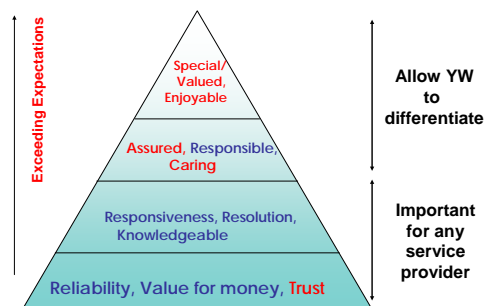 Exceeding Expectations
Special/
Valued,
Enjoyable
Assured, Responsible,
Caring
Responsiveness, Resolution,
Knowledgeable
Reliability, Value for money, Trust
Allow YW
to
differentiate
Important
for any
service
provider